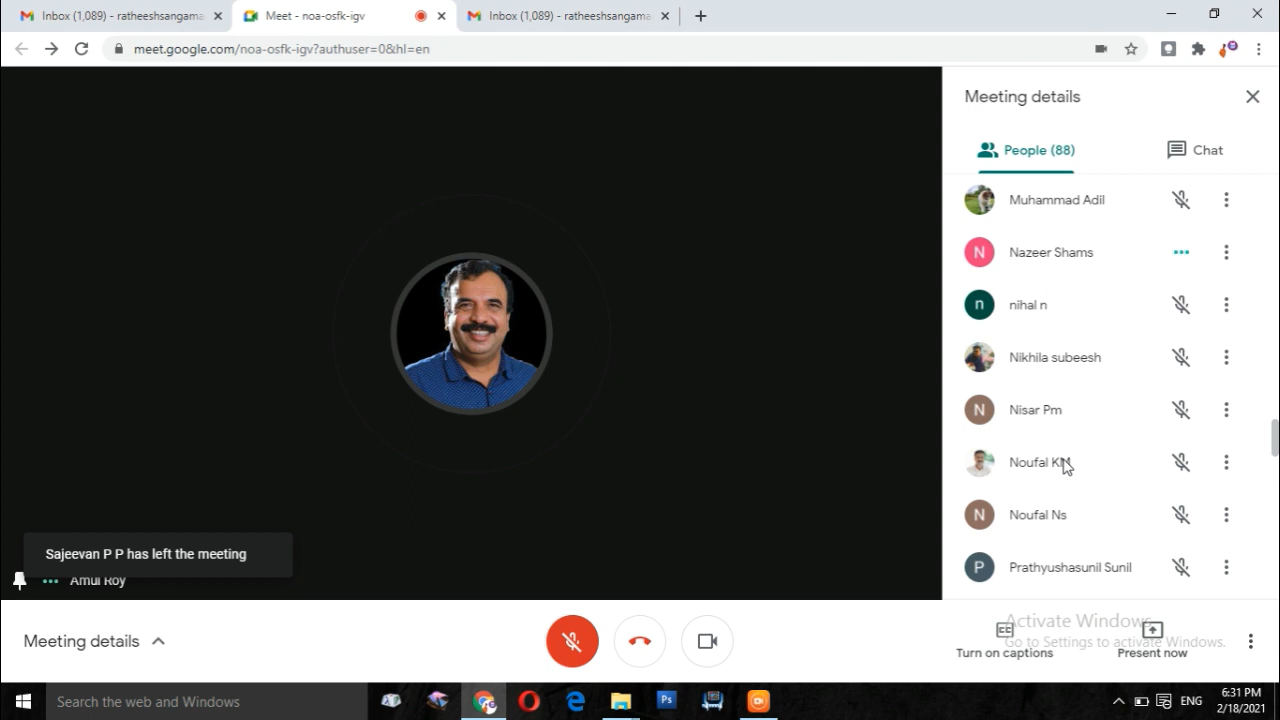 Inbox (1,089) - ratheeshsangama
Meet - noa-osfk-igv
Inbox (1,089) - ratheeshsangama
meet.google.com/noa-osfk-igv?authuser=0&hl=en
Meeting details
People (88)
Chat
Muhammad Adil
N
Nazeer Shams
n
nihal n
Nikhila subeesh
N
Nisar Pm
Noufal KM
N
Noufal Ns
P
Prathyushasunil Sunil
Sajeevan P P has left the meeting
Amul Roy
Meeting details
CC
Turn on captions
Present now
Activate Windows
Go to Settings to activate Windows.
Search the web and Windows
Ps
ENG
6:31 PM
2/18/2021